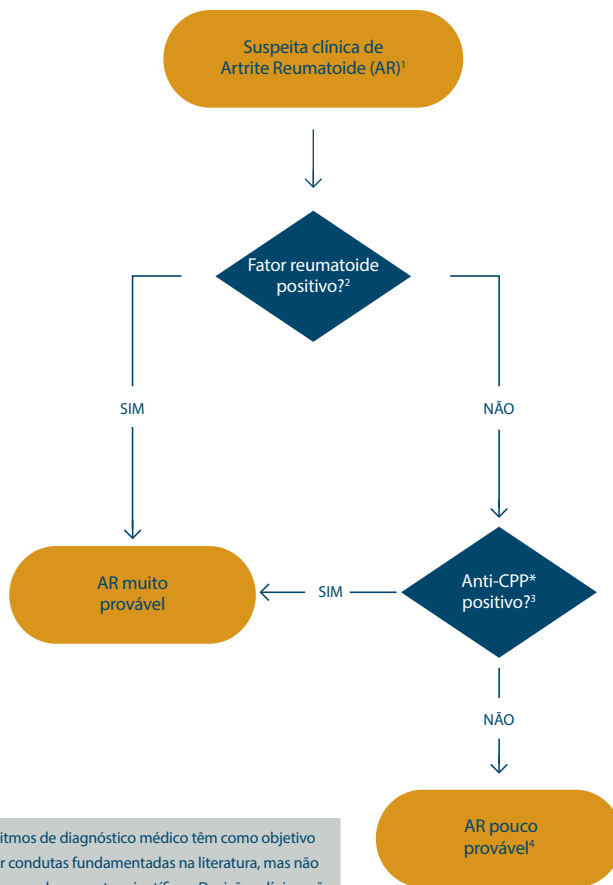 Suspeita clínica de
Artrite Reumatoide (AR)¹
Fator reumatoide
positivo?²
SIM
NÃO
AR muito
provável
SIM
Anti-CPP*
positivo?³
NÃO
AR pouco
provável⁴
de diagnóstico médico têm como objetivo
condutas fundamentadas na literatura, mas não